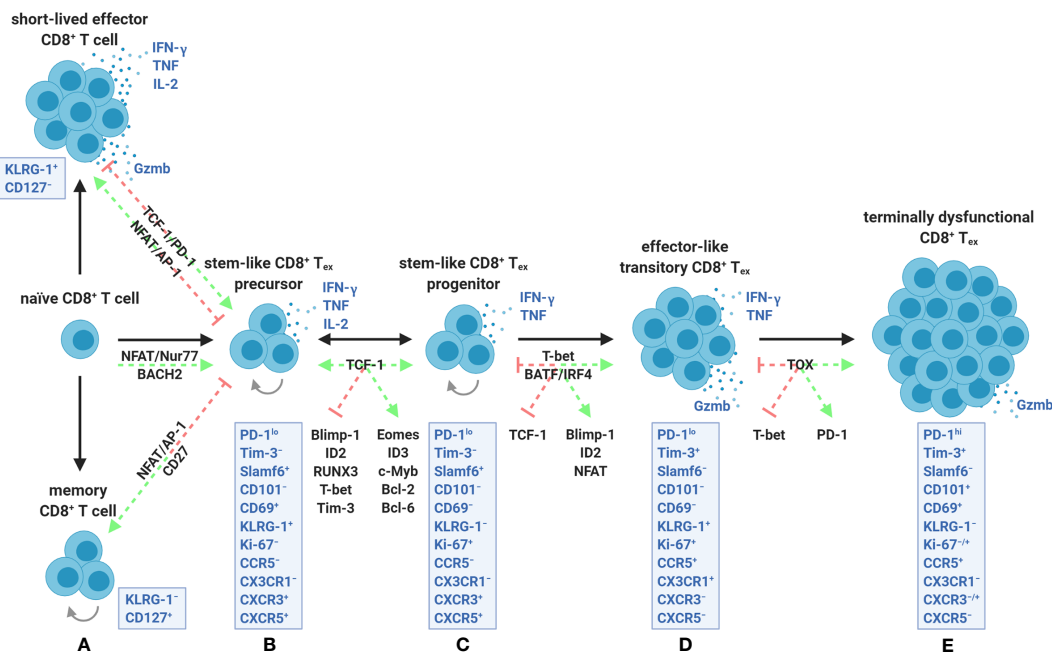 short-lived effector
CD8⁺ T cell
IFN-γ
TNF
IL-2
Gzmb
KLRG-1⁺
CD127⁻
TCF-1/PD-1
NFAT/AP-1
naïve CD8⁺ T cell
NFAT/Nur77
BACH2
NFAT/AP-1
CD27
memory
CD8⁺ T cell
KLRG-1⁻
CD127⁺
A
stem-like CD8⁺ Tex
precursor
IFN-γ
TNF
IL-2
PD-1lo
Tim-3⁻
Slamf6⁺
CD101⁻
CD69⁺
KLRG-1⁺
Ki-67⁻
CCR5⁻
CX3CR1⁻
CXCR3⁺
CXCR5⁺
B
TCF-1
Blimp-1
ID2
RUNX3
T-bet
Tim-3
Eomes
ID3
c-Myb
Bcl-2
Bcl-6
stem-like CD8⁺ Tex
progenitor
IFN-γ
TNF
PD-1lo
Tim-3⁻
Slamf6⁺
CD101⁻
CD69⁻
KLRG-1⁻
Ki-67⁺
CCR5⁻
CX3CR1⁻
CXCR3⁺
CXCR5⁺
C
T-bet
BATF/IRF4
TCF-1
Blimp-1
ID2
NFAT
effector-like
transitory CD8⁺ Tex
IFN-γ
TNF
Gzmb
PD-1lo
Tim-3⁺
Slamf6⁻
CD101⁻
CD69⁻
KLRG-1⁺
Ki-67⁺
CCR5⁺
CX3CR1⁺
CXCR3⁻
CXCR5⁻
D
TOX
T-bet
PD-1
terminally dysfunctional
CD8⁺ Tex
Gzmb
PD-1hi
Tim-3⁺
Slamf6⁻
CD101⁺
CD69⁺
KLRG-1⁻
Ki-67⁻/⁺
CCR5⁺
CX3CR1⁻
CXCR3⁻/⁺
CXCR5⁻
E